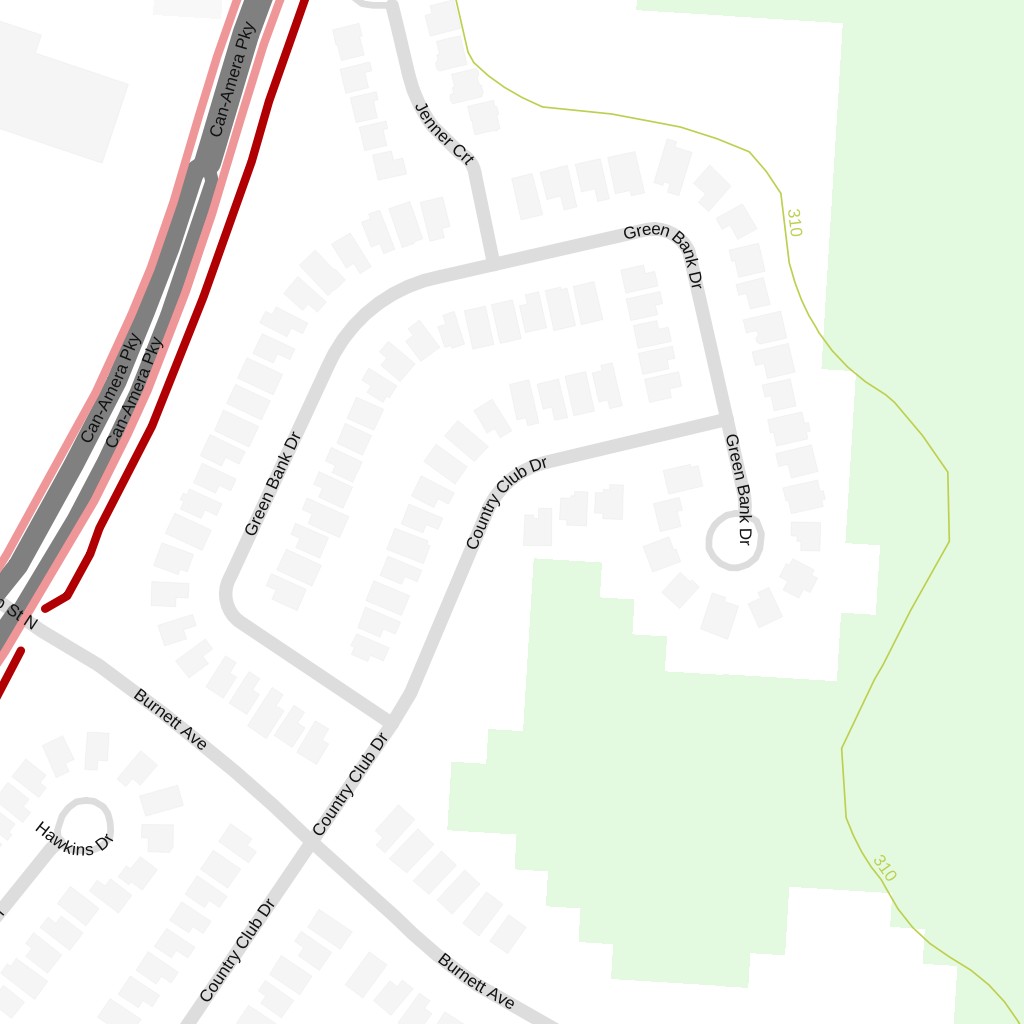 Can-Amera Pky
Jenner Crt
Green Bank Dr
310
Can-Amera Pky
Can-Amera Pky
Green Bank Dr
Country Club Dr
Green Bank Dr
St N
Burnett Ave
Country Club Dr
Hawkins Dr
310
Country Club Dr
Burnett Ave